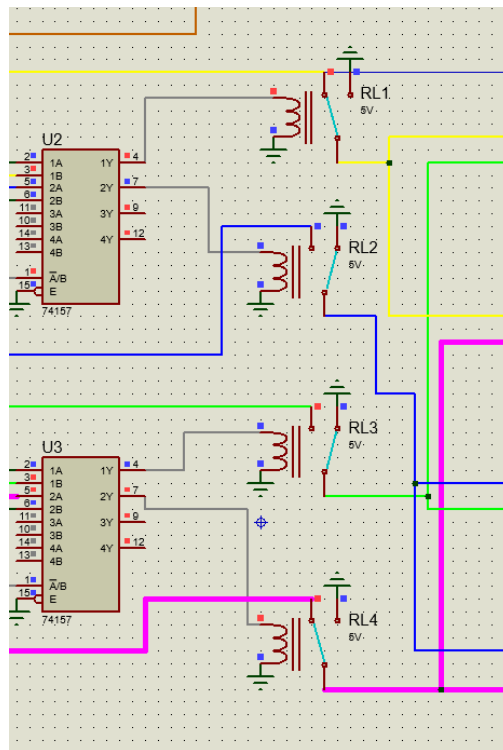 RL1
5V
U2
2 1A 1Y 4
3 1B
5 2A 2Y 7
6 2B
11 3A 3Y 9
10 3B
14 4A 4Y 12
13 4B
1 A/B
15 E
74157
RL2
5V
RL3
5V
U3
2 1A 1Y 4
3 1B
5 2A 2Y 7
6 2B
11 3A 3Y 9
10 3B
14 4A 4Y 12
13 4B
1 A/B
15 E
74157
RL4
5V